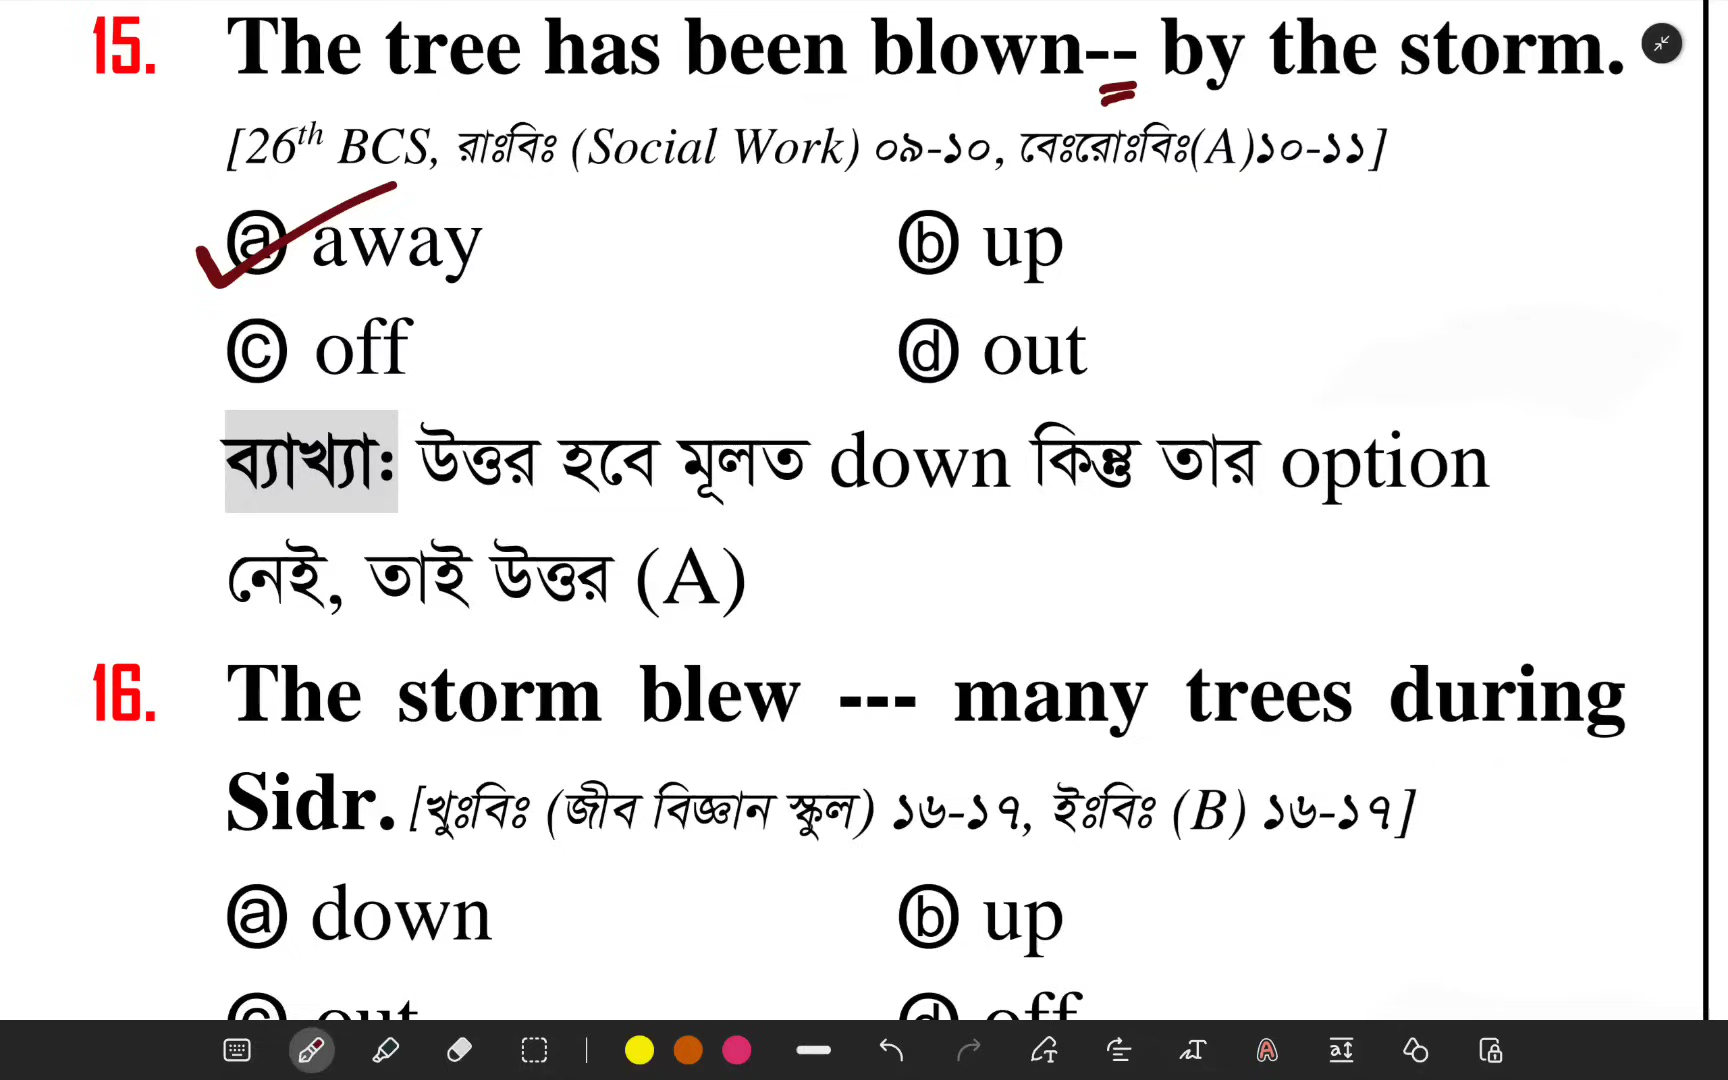 15. The tree has been blown-- by the storm.
[26th BCS, রাঃবিঃ (Social Work) ০৯-১০, বেঃরোঃবিঃ(A)১০-১১]
ⓐ away ⓑ up
ⓒ off ⓓ out
ব্যাখ্যা: উত্তর হবে মূলত down কিন্তু তার option
নেই, তাই উত্তর (A)
16. The storm blew --- many trees during
Sidr. [খুঃবিঃ (জীব বিজ্ঞান স্কুল) ১৬-১৭, ইঃবিঃ (B) ১৬-১৭]
ⓐ down ⓑ up
ⓒ out ⓓ off